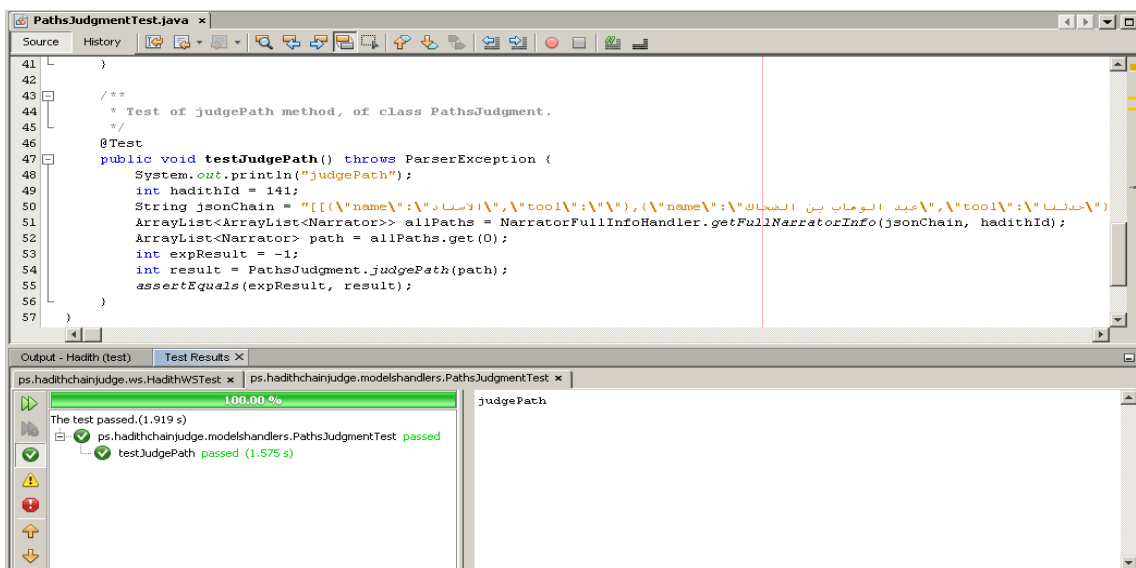 PathsJudgmentTest.java ×
Source History
41 }
42
43 /**
44 * Test of judgePath method, of class PathsJudgment.
45 */
46 @Test
47 public void testJudgePath() throws ParserException {
48 System.out.println("judgePath");
49 int hadithId = 141;
50 String jsonChain = "[[{\"name\":\"الاسناد\",\"tool\":\"\"},{\"name\":\"عبد الوهاب بن الضحاك\",\"tool\":\"حدثنا\"}
51 ArrayList<ArrayList<Narrator>> allPaths = NarratorFullInfoHandler.getFullNarratorInfo(jsonChain, hadithId);
52 ArrayList<Narrator> path = allPaths.get(0);
53 int expResult = -1;
54 int result = PathsJudgment.judgePath(path);
55 assertEquals(expResult, result);
56 }
57 }
Output - Hadith (test) Test Results ×
ps.hadithchainjudge.ws.HadithWSTest × ps.hadithchainjudge.modelshandlers.PathsJudgmentTest ×
100.00 %
The test passed.(1.919 s)
ps.hadithchainjudge.modelshandlers.PathsJudgmentTest passed
testJudgePath passed (1.575 s)
judgePath